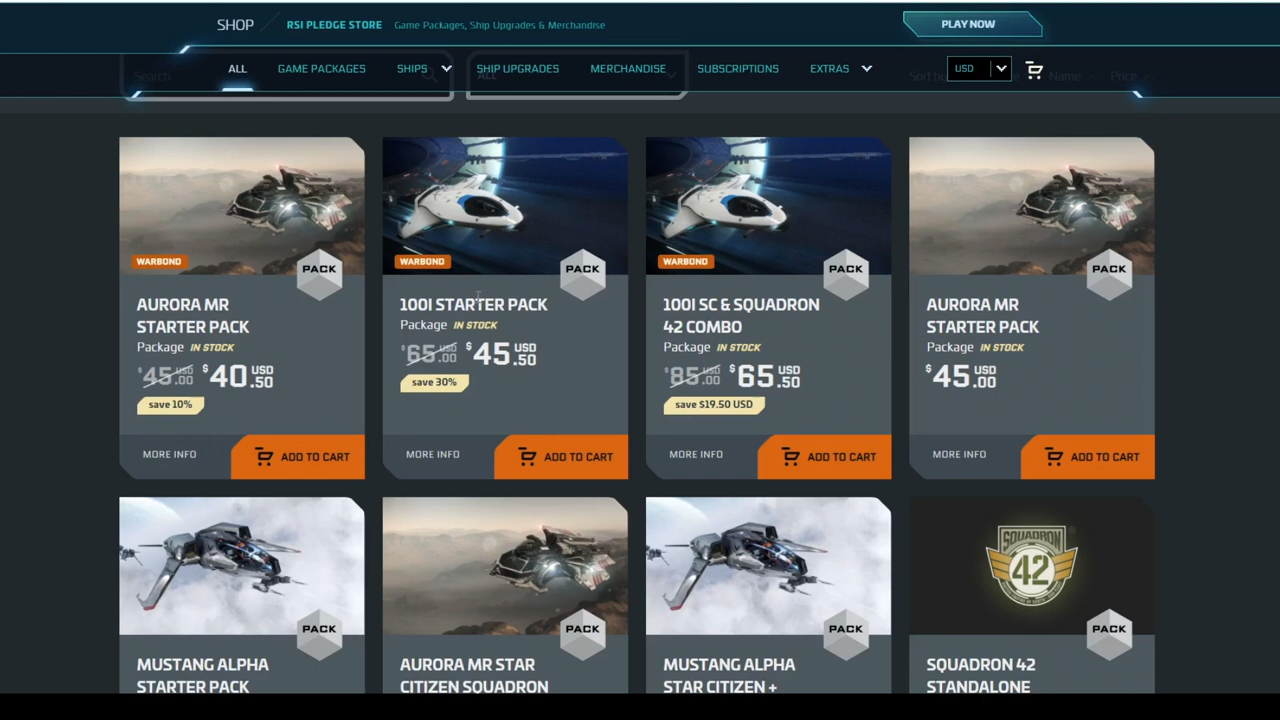 SHOP RSI PLEDGE STORE Game Packages, Ship Upgrades & Merchandise PLAY NOW
Search ALL GAME PACKAGES SHIPS SHIP UPGRADES MERCHANDISE SUBSCRIPTIONS EXTRAS USD
ALL Sort Name Price
WARBOND
PACK
AURORA MR
STARTER PACK
Package IN STOCK
$45.00 USD $40.50 USD
save 10%
MORE INFO ADD TO CART
WARBOND
PACK
100I STARTER PACK
Package IN STOCK
$65.00 USD $45.50 USD
save 30%
MORE INFO ADD TO CART
WARBOND
PACK
100I SC & SQUADRON
42 COMBO
Package IN STOCK
$85.00 USD $65.50 USD
save $19.50 USD
MORE INFO ADD TO CART
PACK
AURORA MR
STARTER PACK
Package IN STOCK
$45.00 USD
MORE INFO ADD TO CART
PACK
MUSTANG ALPHA
STARTER PACK
PACK
AURORA MR STAR
CITIZEN SQUADRON
PACK
MUSTANG ALPHA
STAR CITIZEN +
SQUADRON
42
PACK
SQUADRON 42
STANDALONE